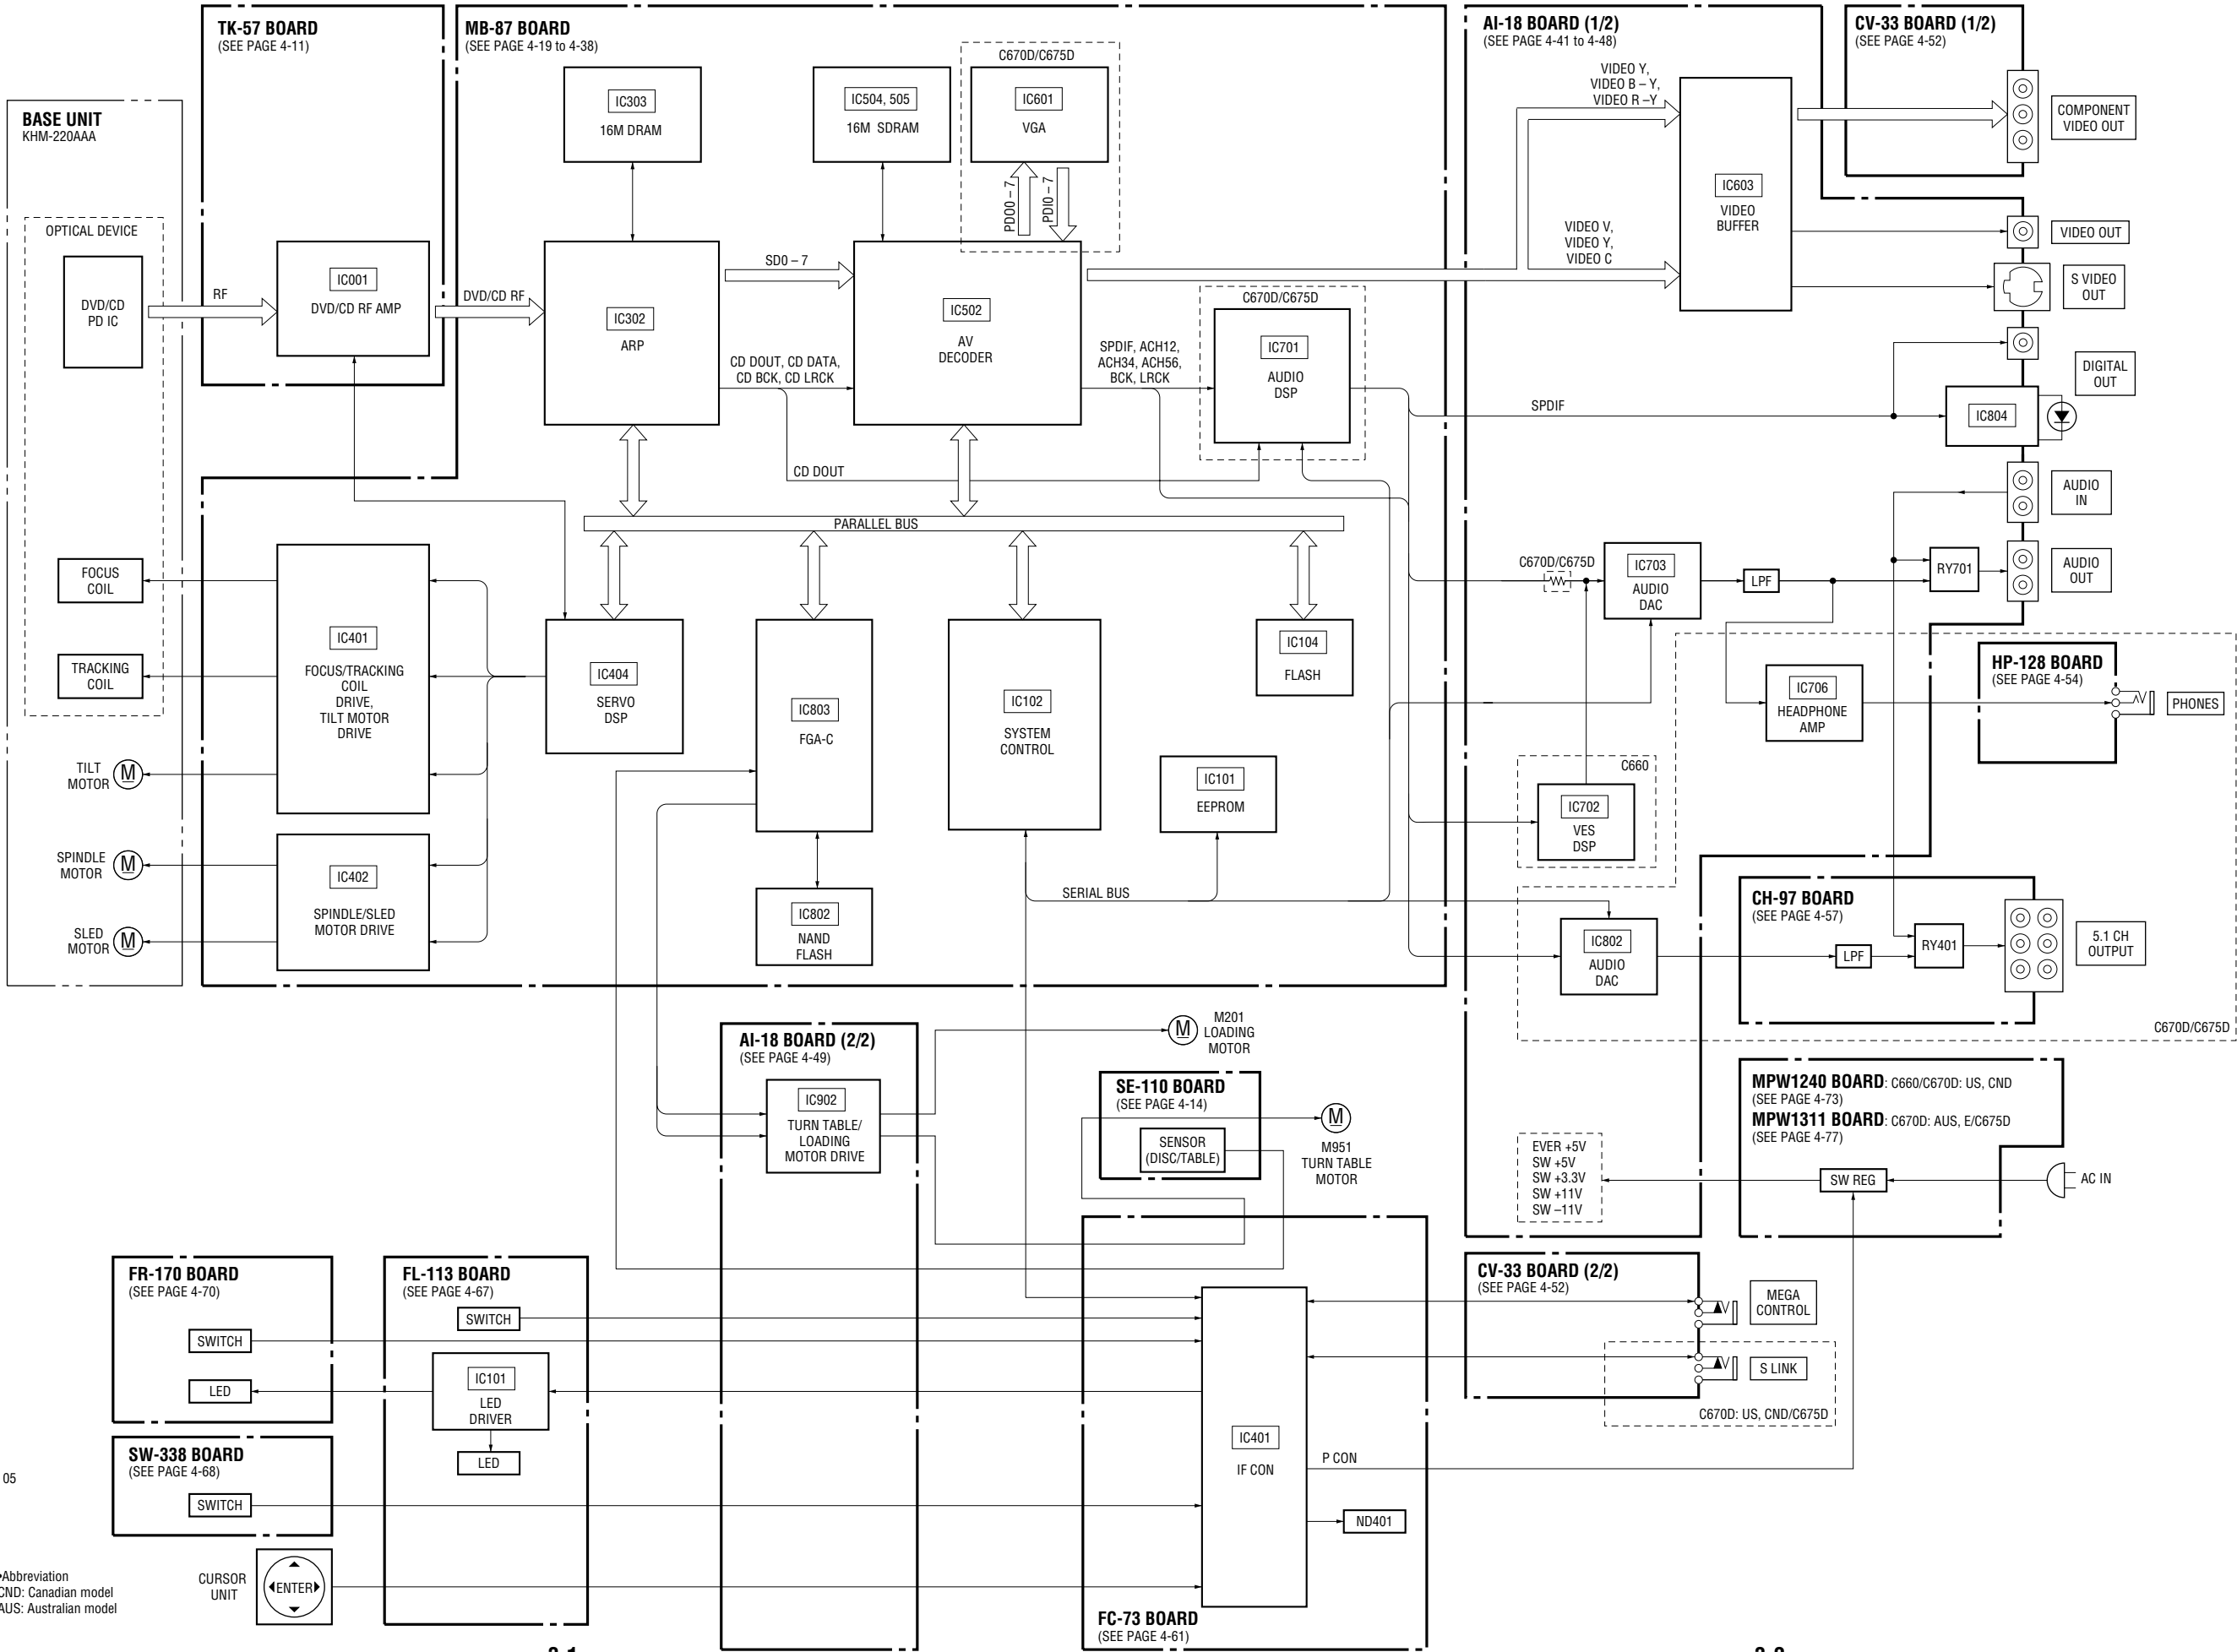 TK-57 BOARD
(SEE PAGE 4-11)
MB-87 BOARD
(SEE PAGE 4-19 to 4-38)
AI-18 BOARD (1/2)
(SEE PAGE 4-41 to 4-48)
CV-33 BOARD (1/2)
(SEE PAGE 4-52)
BASE UNIT
KHM-220AAA
OPTICAL DEVICE
DVD/CD
PD IC
RF
IC001
DVD/CD RF AMP
DVD/CD RF
IC303
16M DRAM
IC504, 505
16M SDRAM
C670D/C675D
IC601
VGA
PDO0 – 7
PDI0 – 7
IC302
ARP
SD0 – 7
CD DOUT, CD DATA,
CD BCK, CD LRCK
CD DOUT
IC502
AV
DECODER
SPDIF, ACH12,
ACH34, ACH56,
BCK, LRCK
C670D/C675D
IC701
AUDIO
DSP
VIDEO Y,
VIDEO B – Y,
VIDEO R –Y
VIDEO V,
VIDEO Y,
VIDEO C
IC603
VIDEO
BUFFER
COMPONENT
VIDEO OUT
VIDEO OUT
S VIDEO
OUT
DIGITAL
OUT
SPDIF
IC804
AUDIO
IN
AUDIO
OUT
PARALLEL BUS
FOCUS
COIL
TRACKING
COIL
TILT
MOTOR
M
SPINDLE
MOTOR
M
SLED
MOTOR
M
IC401
FOCUS/TRACKING
COIL
DRIVE,
TILT MOTOR
DRIVE
IC402
SPINDLE/SLED
MOTOR DRIVE
IC404
SERVO
DSP
IC803
FGA-C
IC802
NAND
FLASH
IC102
SYSTEM
CONTROL
IC104
FLASH
IC101
EEPROM
SERIAL BUS
C670D/C675D
IC703
AUDIO
DAC
LPF
RY701
IC706
HEADPHONE
AMP
HP-128 BOARD
(SEE PAGE 4-54)
PHONES
C660
IC702
VES
DSP
IC802
AUDIO
DAC
CH-97 BOARD
(SEE PAGE 4-57)
LPF
RY401
5.1 CH
OUTPUT
C670D/C675D
AI-18 BOARD (2/2)
(SEE PAGE 4-49)
IC902
TURN TABLE/
LOADING
MOTOR DRIVE
M
M201
LOADING
MOTOR
SE-110 BOARD
(SEE PAGE 4-14)
SENSOR
(DISC/TABLE)
M
M951
TURN TABLE
MOTOR
MPW1240 BOARD: C660/C670D: US, CND
(SEE PAGE 4-73)
MPW1311 BOARD: C670D: AUS, E/C675D
(SEE PAGE 4-77)
EVER +5V
SW +5V
SW +3.3V
SW +11V
SW –11V
SW REG
AC IN
FR-170 BOARD
(SEE PAGE 4-70)
SWITCH
LED
FL-113 BOARD
(SEE PAGE 4-67)
SWITCH
IC101
LED
DRIVER
LED
SW-338 BOARD
(SEE PAGE 4-68)
SWITCH
CURSOR
UNIT
ENTER
IC401
IF CON
ND401
P CON
FC-73 BOARD
(SEE PAGE 4-61)
CV-33 BOARD (2/2)
(SEE PAGE 4-52)
MEGA
CONTROL
S LINK
C670D: US, CND/C675D
05
•Abbreviation
CND: Canadian model
AUS: Australian model